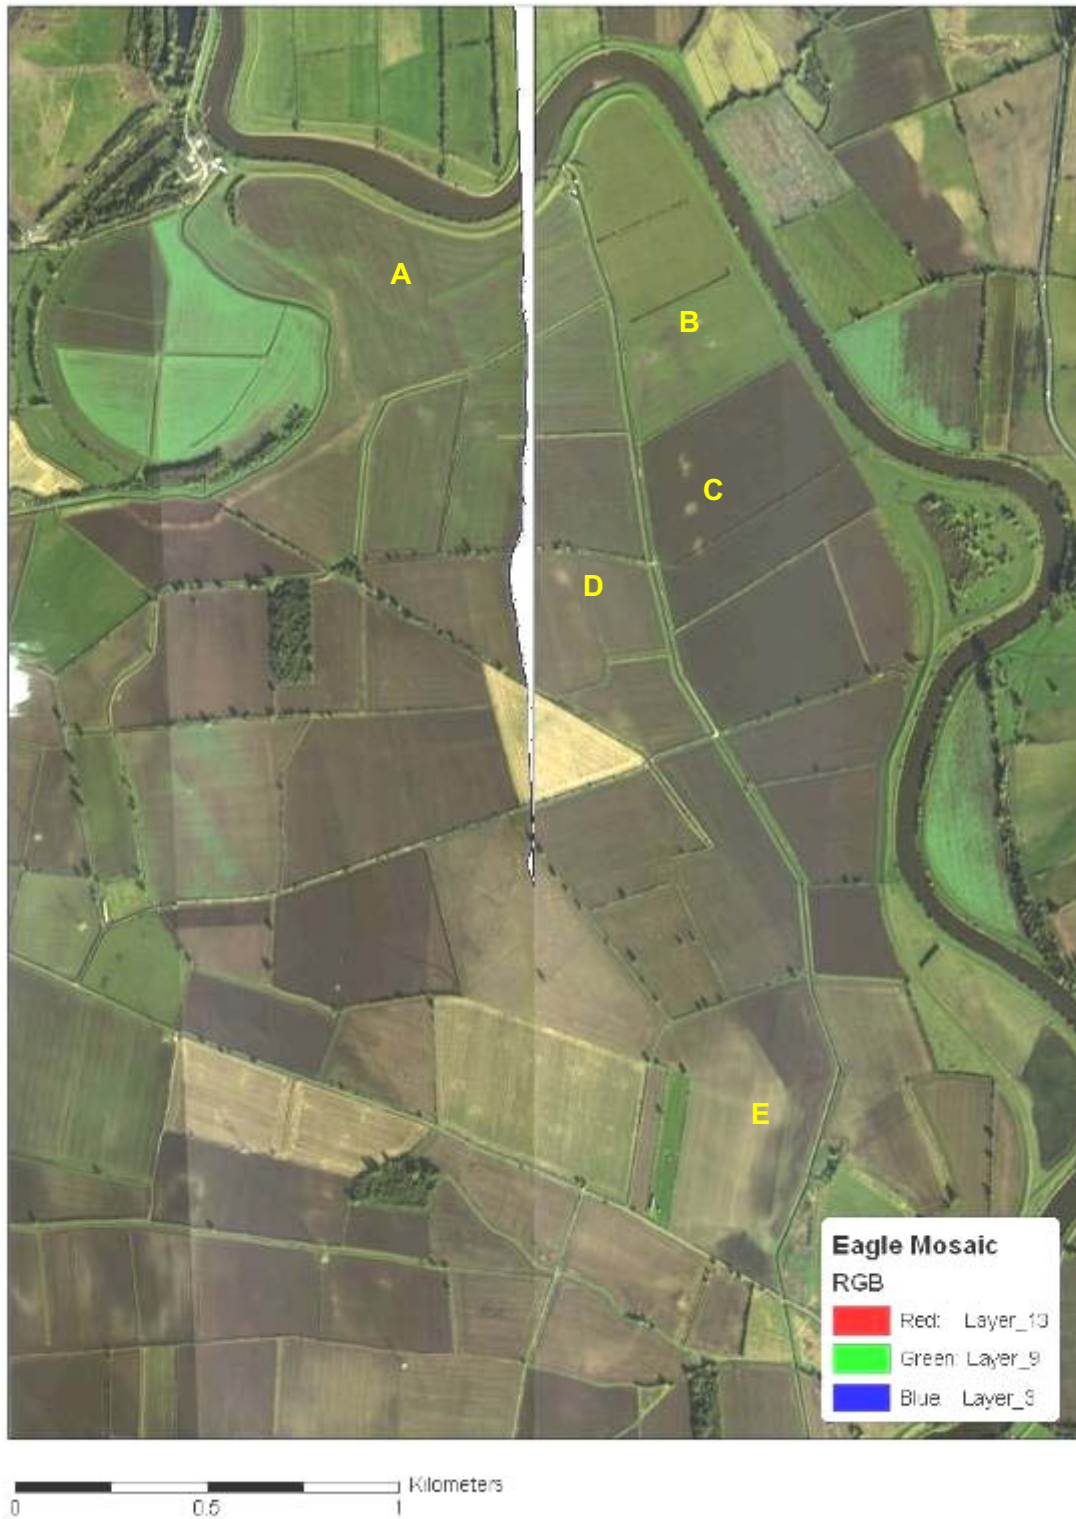 A
B
C
D
E
Eagle Mosaic
RGB
Red: Layer_13
Green: Layer_9
Blue: Layer_3
Kilometers
0 0.5 1